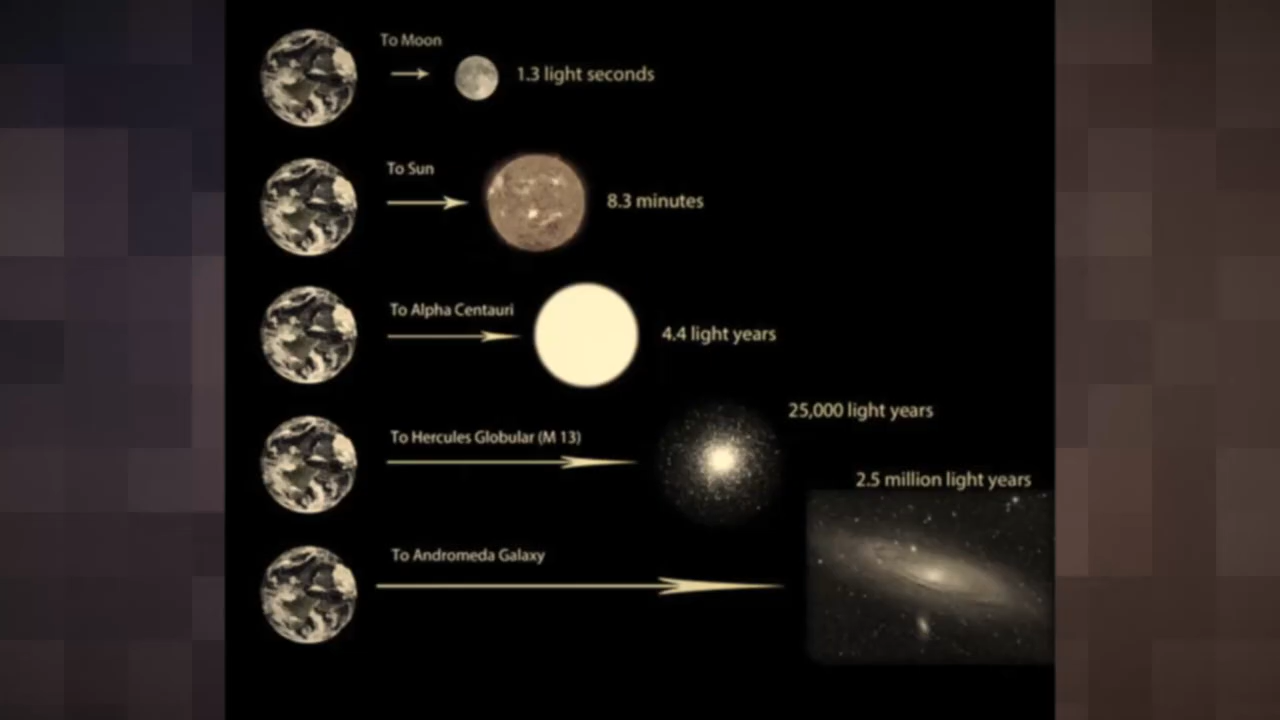 To Moon
1.3 light seconds
To Sun
8.3 minutes
To Alpha Centauri
4.4 light years
25,000 light years
To Hercules Globular (M 13)
2.5 million light years
To Andromeda Galaxy